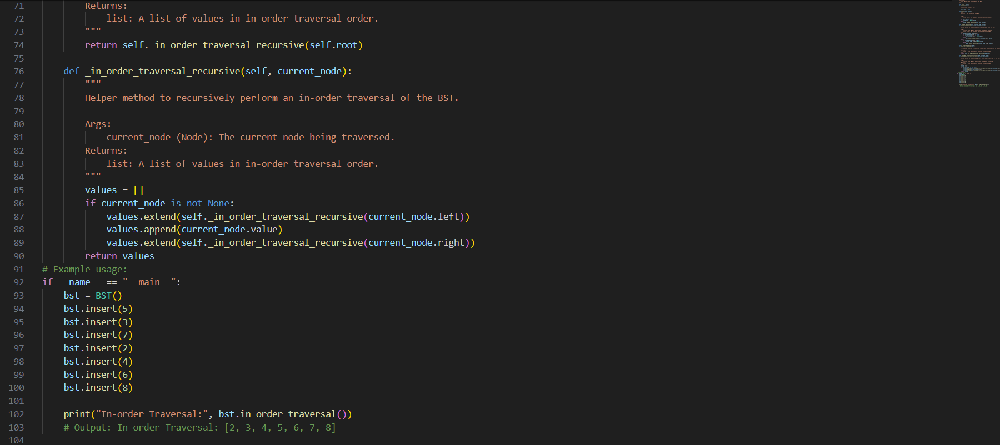 71 Returns:
72 list: A list of values in in-order traversal order.
73 """
74 return self._in_order_traversal_recursive(self.root)
75
76 def _in_order_traversal_recursive(self, current_node):
77 """
78 Helper method to recursively perform an in-order traversal of the BST.
79
80 Args:
81 current_node (Node): The current node being traversed.
82 Returns:
83 list: A list of values in in-order traversal order.
84 """
85 values = []
86 if current_node is not None:
87 values.extend(self._in_order_traversal_recursive(current_node.left))
88 values.append(current_node.value)
89 values.extend(self._in_order_traversal_recursive(current_node.right))
90 return values
91 # Example usage:
92 if __name__ == "__main__":
93 bst = BST()
94 bst.insert(5)
95 bst.insert(3)
96 bst.insert(7)
97 bst.insert(2)
98 bst.insert(4)
99 bst.insert(6)
100 bst.insert(8)
101
102 print("In-order Traversal:", bst.in_order_traversal())
103 # Output: In-order Traversal: [2, 3, 4, 5, 6, 7, 8]
104